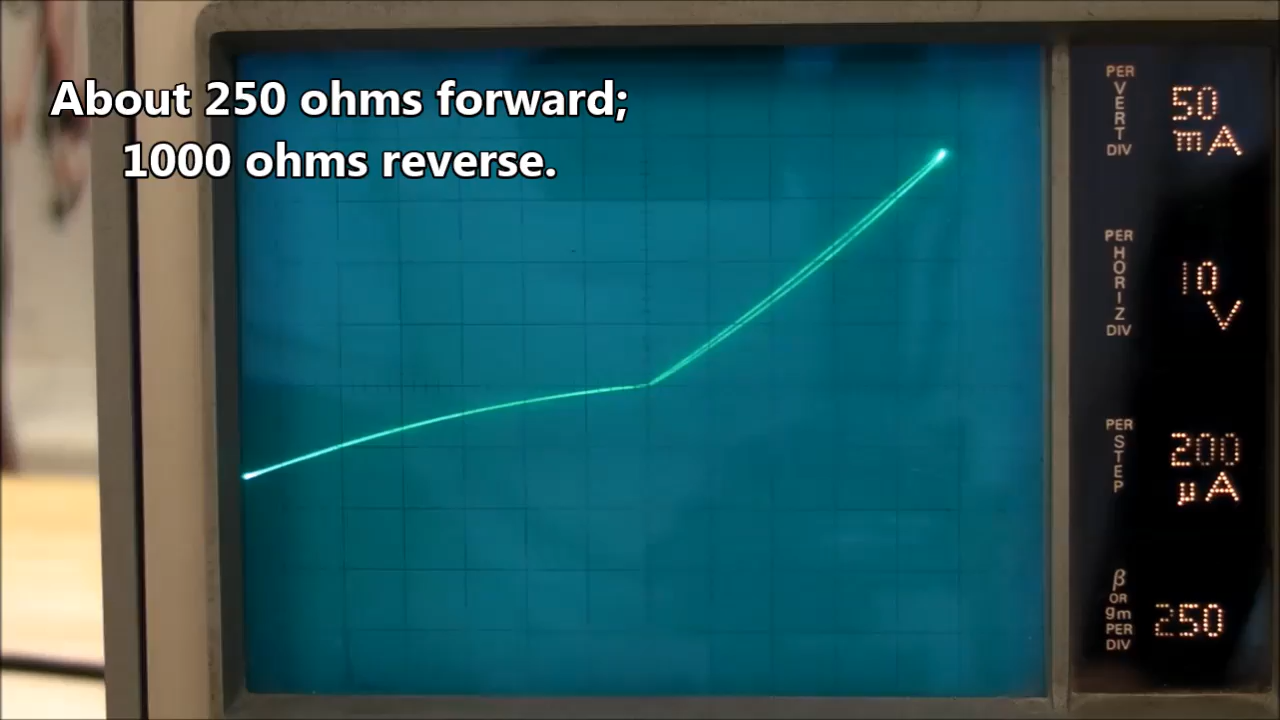 About 250 ohms forward;
1000 ohms reverse.
PER
VERT
DIV
50
mA
PER
HORIZ
DIV
10
V
PER
STEP
200
µA
β
OR
gm
PER
DIV
250